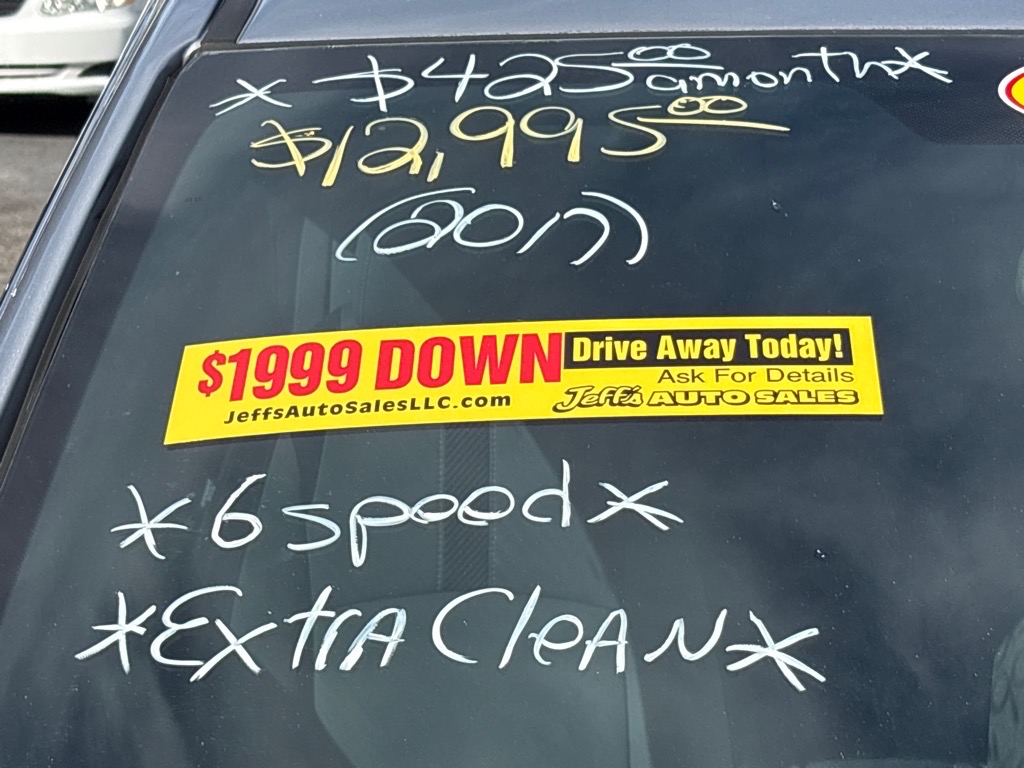 * $425.00 a month *
$12,995.00
(2017)
$1999 DOWN Drive Away Today!
Ask For Details
JeffsAutoSalesLLC.com Jeff's AUTO SALES
*6 speed*
*Extra Clean*